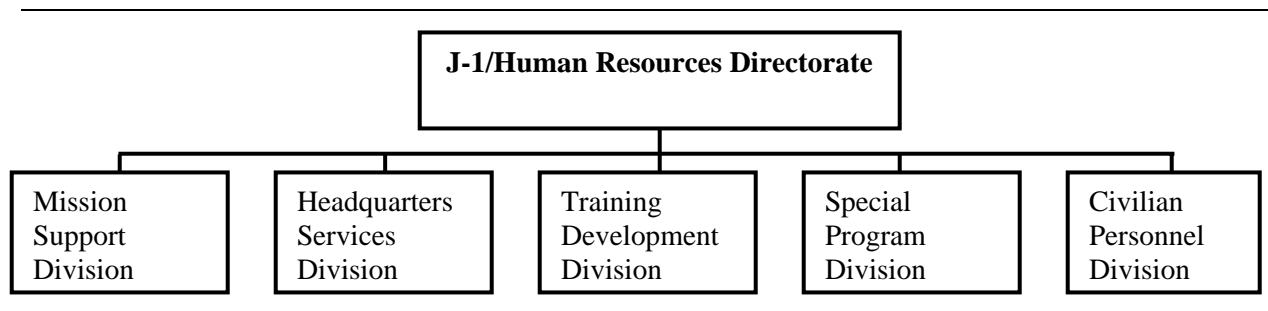 J-1/Human Resources Directorate
Mission
Support
Division
Headquarters
Services
Division
Training
Development
Division
Special
Program
Division
Civilian
Personnel
Division